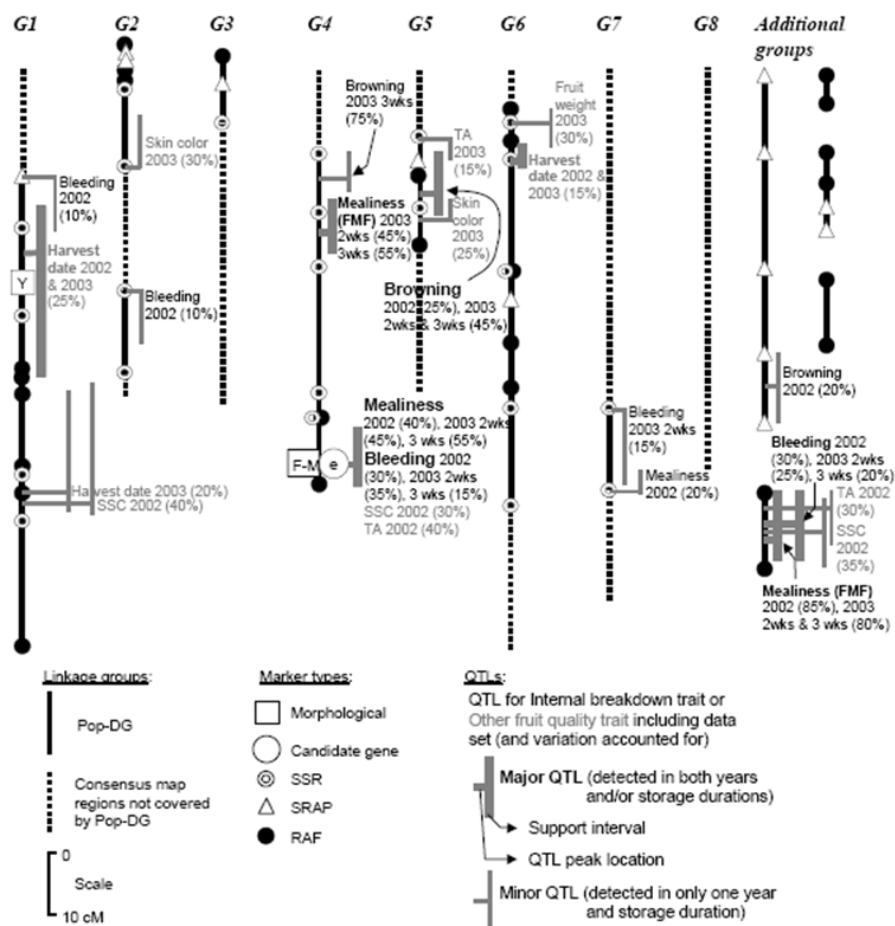 G1
G2
G3
G4
G5
G6
G7
G8
Additional
groups
Bleeding
2002
(10%)
Harvest
date 2002
& 2003
(25%)
Y
Harvest date 2003 (20%)
SSC 2002 (40%)
Skin color
2003 (30%)
Bleeding
2002 (10%)
Browning
2003 3wks
(75%)
Mealiness
(FMF) 2003
2wks (45%)
3wks (55%)
F-M
e
Mealiness
2002 (40%), 2003 2wks
(45%), 3 wks (55%)
Bleeding 2002
(30%), 2003 2wks
(35%), 3 wks (15%)
SSC 2002 (30%)
TA 2002 (40%)
TA
2003
(15%)
Skin
color
2003
(25%)
Browning
2002 (25%), 2003
2wks & 3wks (45%)
Fruit
weight
2003
(30%)
Harvest
date 2002 &
2003 (15%)
Bleeding
2003 2wks
(15%)
Mealiness
2002 (20%)
Browning
2002 (20%)
Bleeding 2002
(30%), 2003 2wks
(25%), 3 wks (20%)
TA 2002
(30%)
SSC
2002
(35%)
Mealiness (FMF)
2002 (85%), 2003
2wks & 3 wks (80%)
Linkage groups:
Pop-DG
Consensus map
regions not covered
by Pop-DG
0
Scale
10 cM
Marker types:
Morphological
Candidate gene
SSR
SRAP
RAF
QTLs:
QTL for Internal breakdown trait or
Other fruit quality trait including data
set (and variation accounted for)
Major QTL (detected in both years
and/or storage durations)
Support interval
QTL peak location
Minor QTL (detected in only one year
and storage duration)